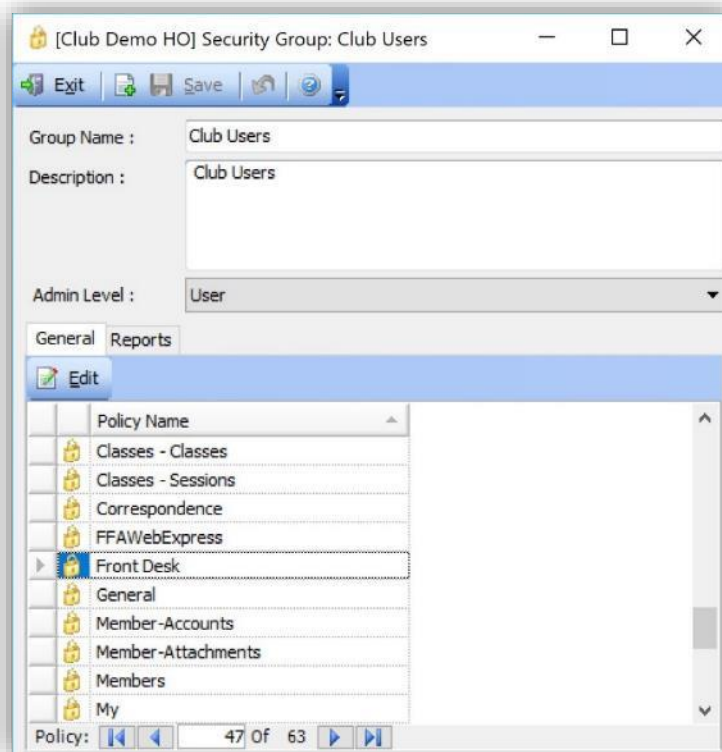 [Club Demo HO] Security Group: Club Users
Exit Save
Group Name : Club Users
Description : Club Users
Admin Level : User
General Reports
Edit
Policy Name
Classes - Classes
Classes - Sessions
Correspondence
FFAWebExpress
Front Desk
General
Member-Accounts
Member-Attachments
Members
My
Policy: 47 Of 63